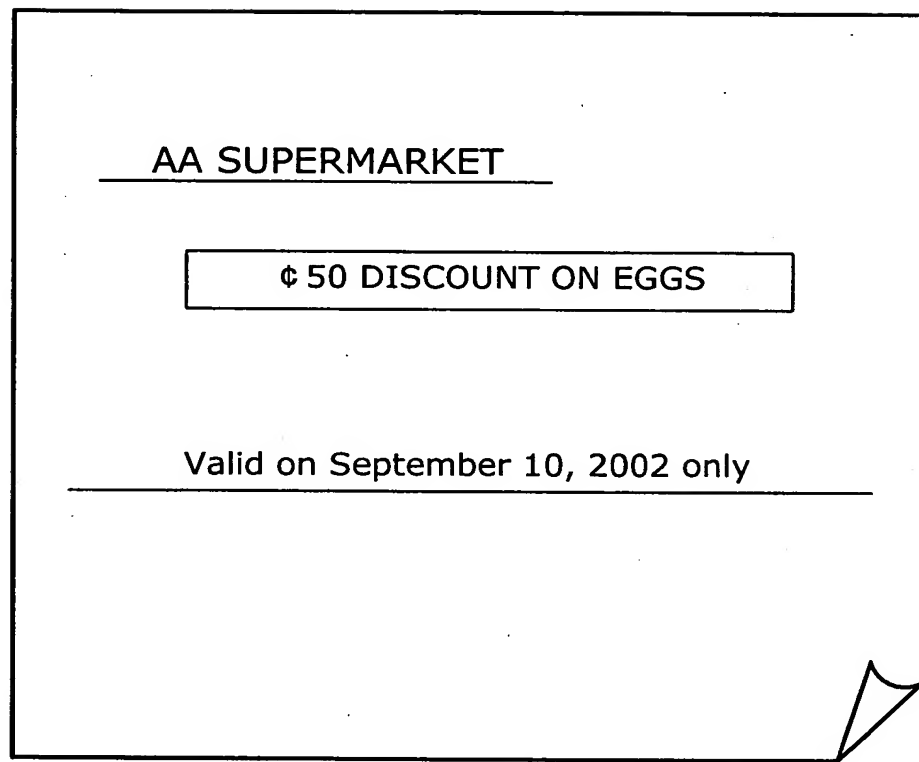 AA SUPERMARKET
¢ 50 DISCOUNT ON EGGS
Valid on September 10, 2002 only